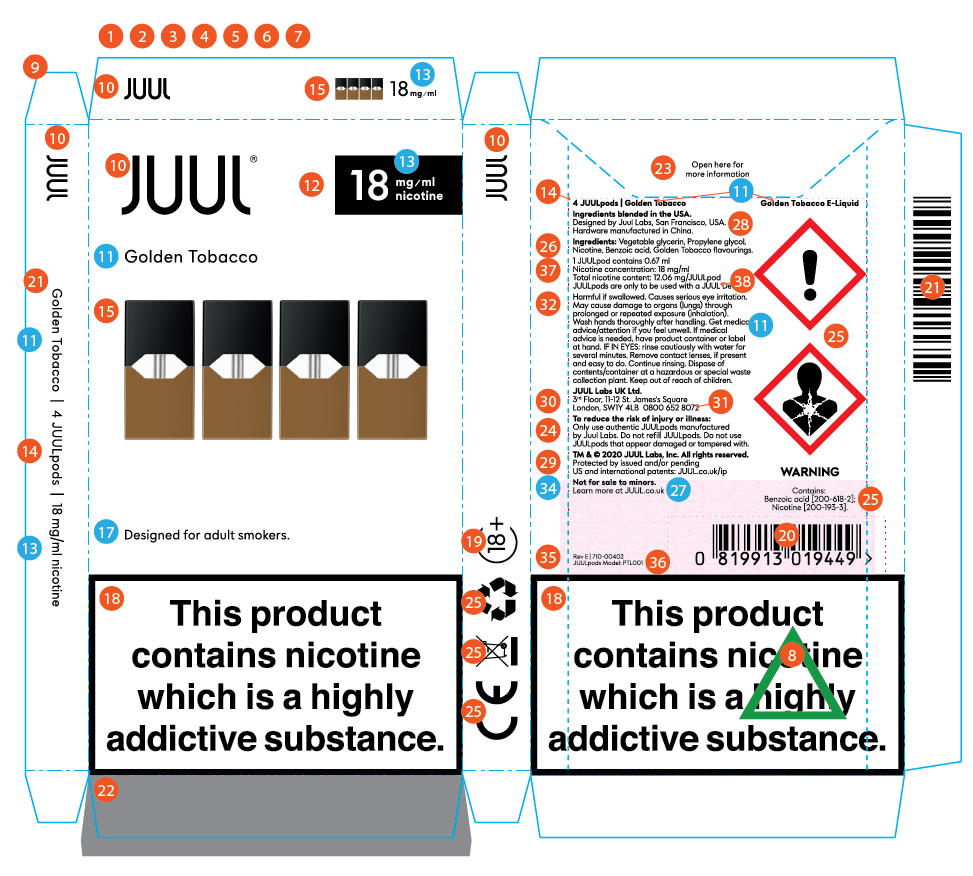 1 2 3 4 5 6 7
9
10 JUUL 15 18 mg/ml 13
10 JUUL
10 JUUL® 12 18 mg/ml nicotine 13
11 Golden Tobacco
15
21 11 14 13
Golden Tobacco | 4 JUULpods | 18 mg/ml nicotine
17 Designed for adult smokers.
18
This product
contains nicotine
which is a highly
addictive substance.
22
10 JUUL
19 18+
25
25
25 CE
23 Open here for
more information
14 11
4 JUULpods | Golden Tobacco
Golden Tobacco E-Liquid
Ingredients blended in the USA.
Designed by Juul Labs, San Francisco, USA. 28
Hardware manufactured in China.
26 Ingredients: Vegetable glycerin, Propylene glycol,
Nicotine, Benzoic acid, Golden Tobacco flavourings.
37 1 JUULpod contains 0.67 ml
Nicotine concentration: 18 mg/ml
Total nicotine content: 12.06 mg/JUULpod
JUULpods are only to be used with a JUUL 38
32 Harmful if swallowed. Causes serious eye irritation.
May cause damage to organs (lungs) through
prolonged or repeated exposure (inhalation).
Wash hands thoroughly after handling. Get medica 11
advice/attention if you feel unwell. If medical
advice is needed, have product container or label
at hand. IF IN EYES: rinse cautiously with water for
several minutes. Remove contact lenses, if present
and easy to do. Continue rinsing. Dispose of
contents/container at a hazardous or special waste
collection plant. Keep out of reach of children.
25
30 JUUL Labs UK Ltd.
3rd Floor, 11-12 St. James's Square
London, SW1Y 4LB 0800 652 8072 31
24 To reduce the risk of injury or illness:
Only use authentic JUULpods manufactured
by Juul Labs. Do not refill JUULpods. Do not use
JUULpods that appear damaged or tampered with.
29 TM & © 2020 JUUL Labs, Inc. All rights reserved.
Protected by issued and/or pending
US and international patents: JUUL.co.uk/ip
WARNING
34 Not for sale to minors.
Learn more at JUUL.co.uk 27
Contains:
Benzoic acid [200-618-2]; 25
Nicotine [200-193-3].
20
0 819913 019449 >
35 Rev E | 710-00402
JUULpods Model: PTL001 36
18
This product
contains nicotine
which is a highly
addictive substance.
8
21